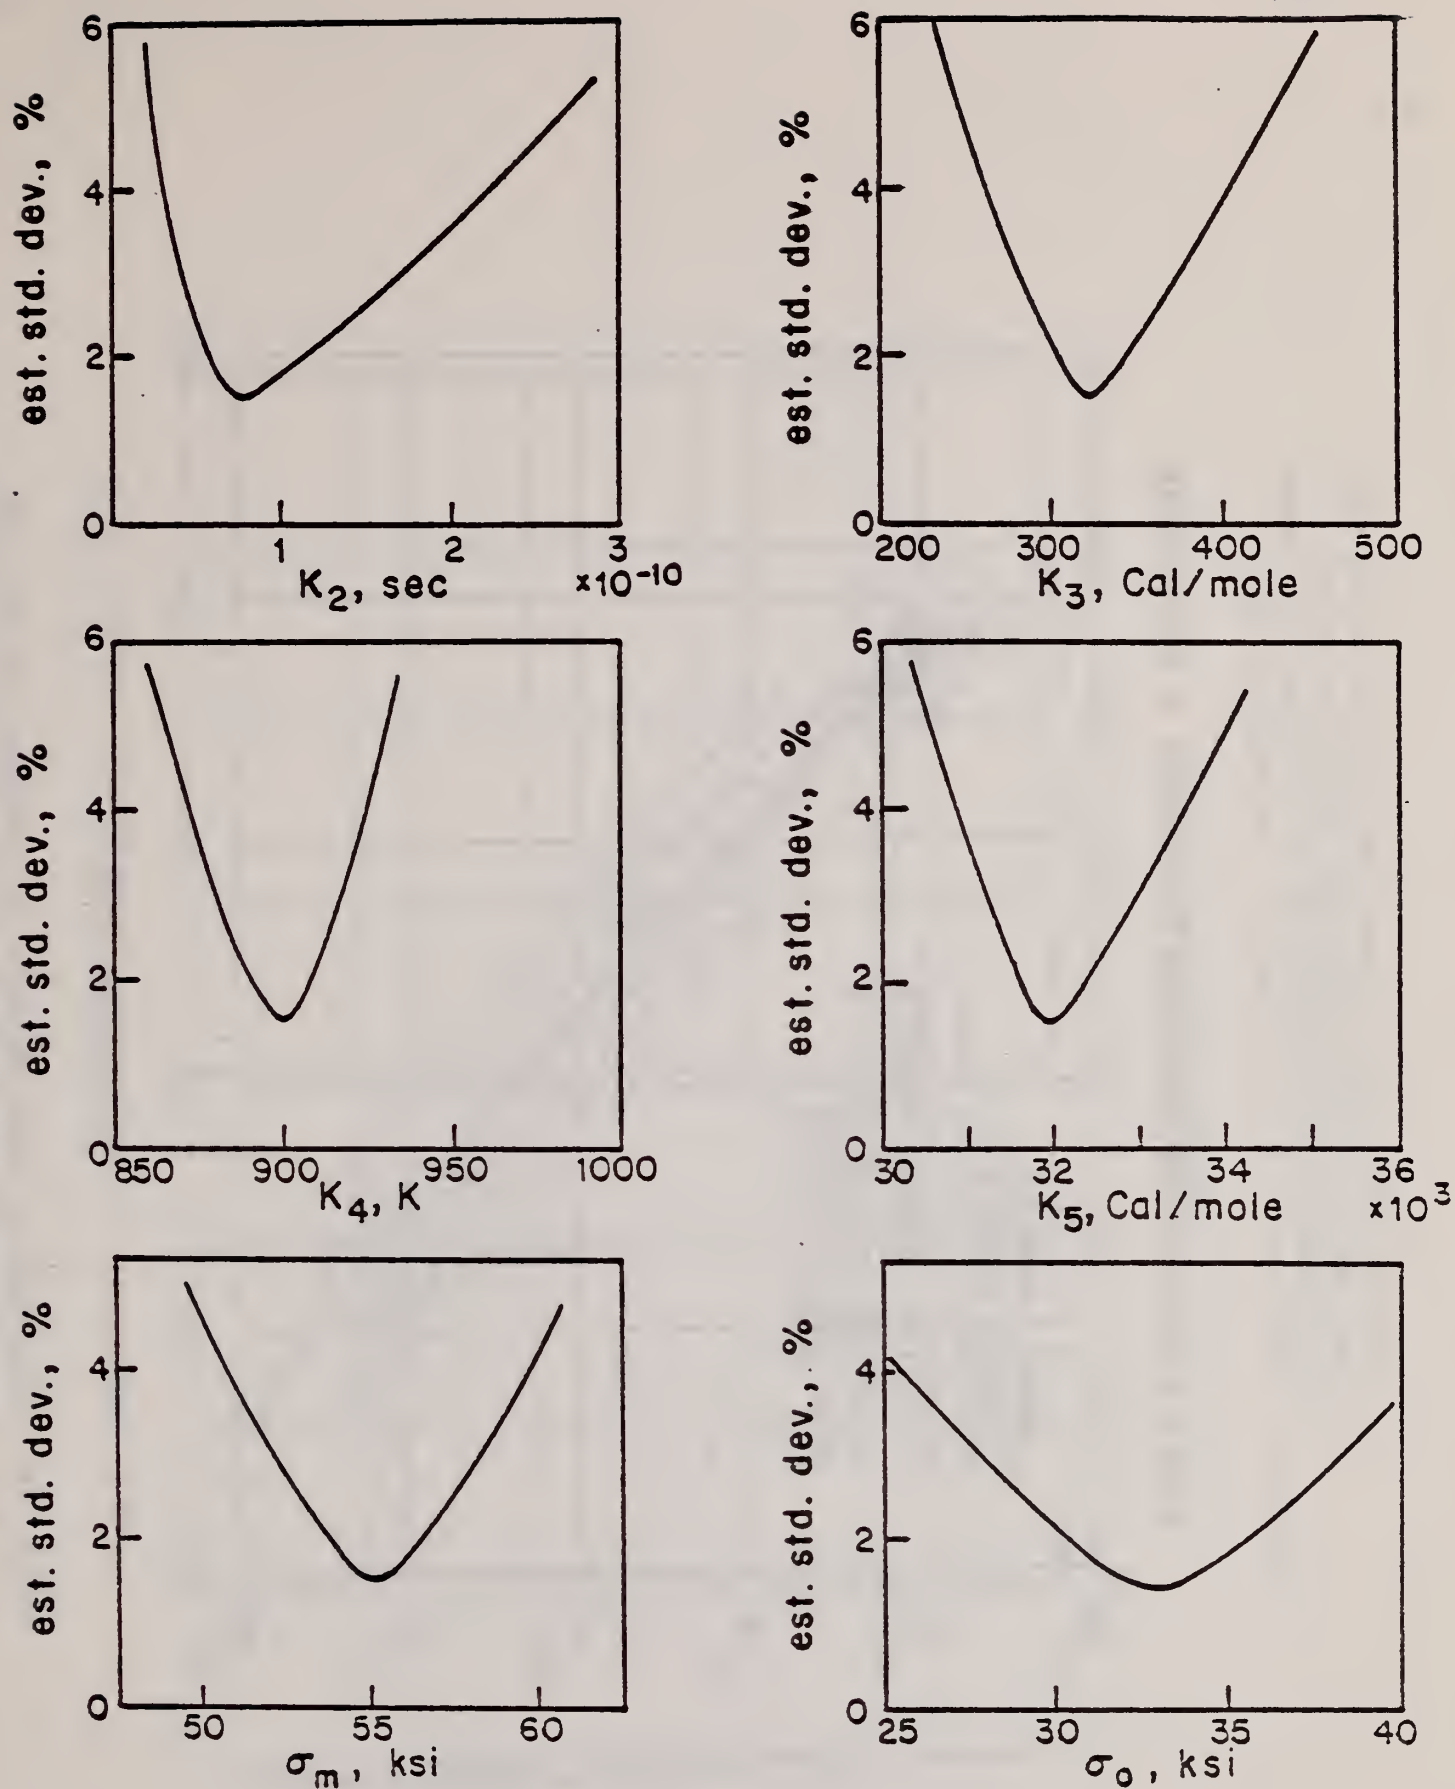 est. std. dev., %
6
4
2
0
1 2 3
K2, sec ×10-10
est. std. dev., %
6
4
2
0
200 300 400 500
K3, Cal/mole
est. std. dev., %
6
4
2
0
850 900 950 1000
K4, K
est. std. dev., %
6
4
2
0
30 32 34 36
K5, Cal/mole ×103
est. std. dev., %
4
2
0
50 55 60
σm, ksi
est. std. dev., %
4
2
0
25 30 35 40
σo, ksi